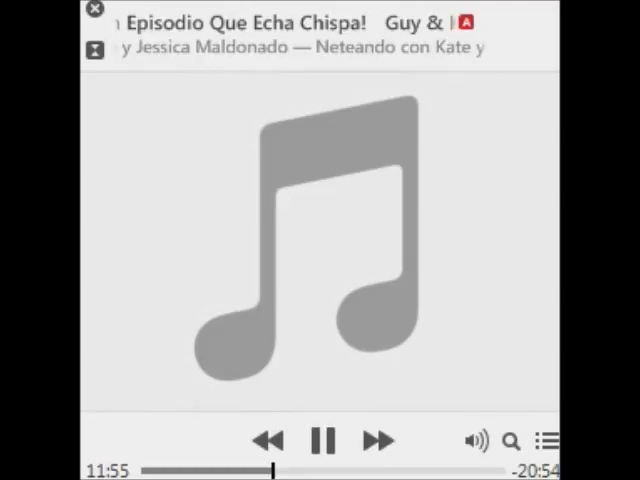 Episodio Que Echa Chispa! Guy & A
y Jessica Maldonado — Neteando con Kate y
11:55 -20:54